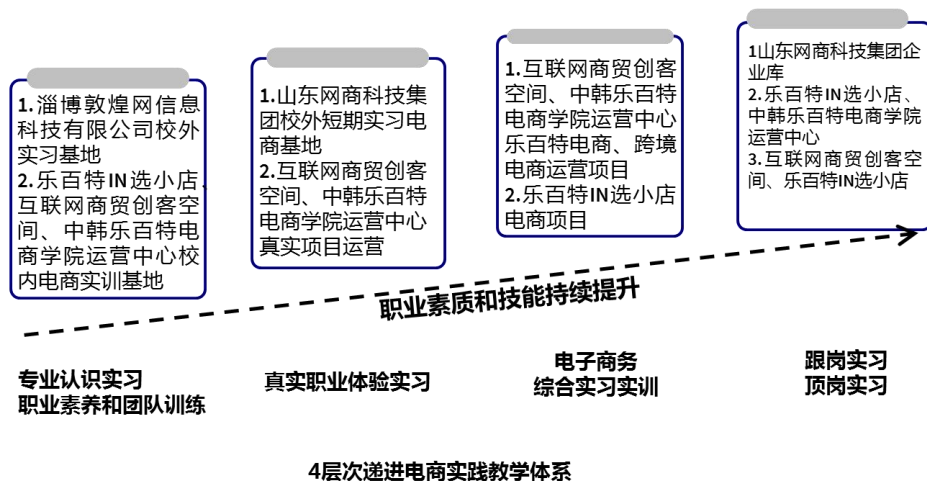 1.淄博敦煌网信息
科技有限公司校外
实习基地
2.乐百特IN选小店、
互联网商贸创客空
间、中韩乐百特电
商学院运营中心校
内电商实训基地
1.山东网商科技集
团校外短期实习电
商基地
2.互联网商贸创客
空间、中韩乐百特
电商学院运营中心
真实项目运营
1.互联网商贸创客
空间、中韩乐百特
电商学院运营中心
乐百特电商、跨境
电商运营项目
2.乐百特IN选小店
电商项目
1山东网商科技集团企
业库
2.乐百特IN选小店、
中韩乐百特电商学院
运营中心
3.互联网商贸创客空
间、乐百特IN选小店
职业素质和技能持续提升
专业认识实习
职业素养和团队训练
真实职业体验实习
电子商务
综合实习实训
跟岗实习
顶岗实习
4层次递进电商实践教学体系